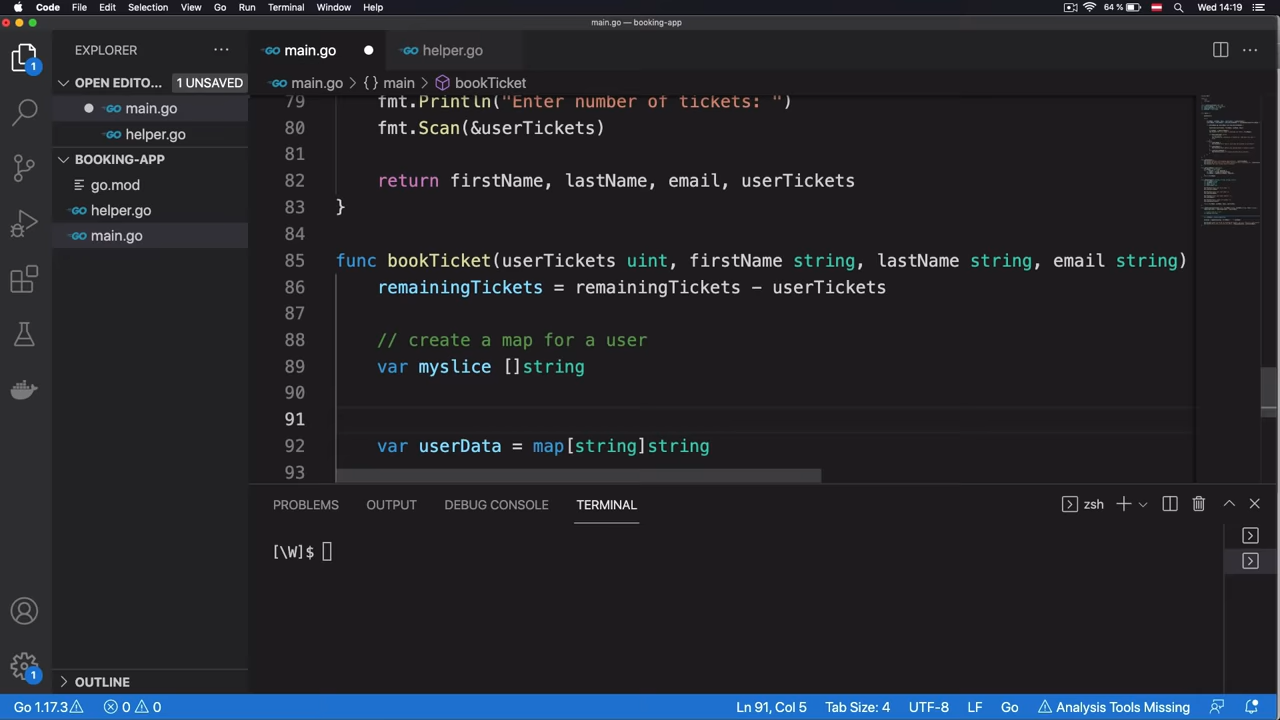 Code File Edit Selection View Go Run Terminal Window Help 64 % Wed 14:19
main.go — booking-app
EXPLORER
main.go
helper.go
OPEN EDITO... 1 UNSAVED
main.go > {} main > bookTicket
main.go
helper.go
BOOKING-APP
go.mod
helper.go
main.go
79 fmt.Println("Enter number of tickets: ")
80 fmt.Scan(&userTickets)
81
82 return firstName, lastName, email, userTickets
83 }
84
85 func bookTicket(userTickets uint, firstName string, lastName string, email string)
86 remainingTickets = remainingTickets - userTickets
87
88 // create a map for a user
89 var myslice []string
90
91
92 var userData = map[string]string
93
PROBLEMS OUTPUT DEBUG CONSOLE TERMINAL
zsh
[\W]$
1
1
OUTLINE
Go 1.17.3 0 0 Ln 91, Col 5 Tab Size: 4 UTF-8 LF Go Analysis Tools Missing